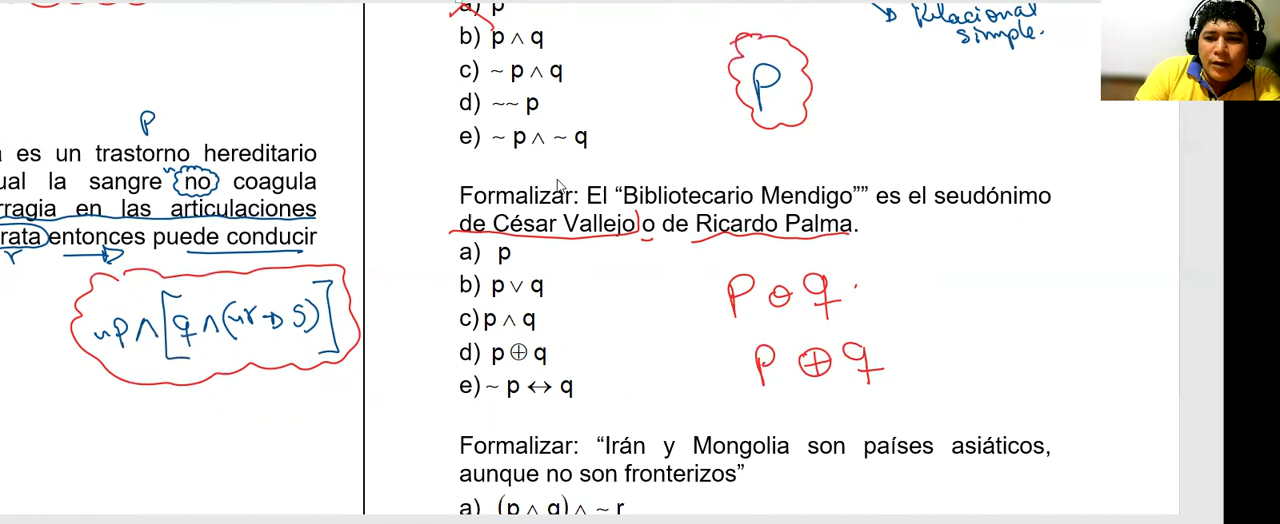 a) p
b) p ∧ q
c) ~ p ∧ q
d) ~~ p
e) ~ p ∧ ~ q
Relacional
simple.
P
p
es un trastorno hereditario
ual la sangre ~ no coagula
rragia en las articulaciones
rata entonces puede conducir
r →
~p ∧ [q ∧ (~r → s)]
Formalizar: El “Bibliotecario Mendigo”” es el seudónimo
de César Vallejo) o de Ricardo Palma.
a) p
b) p ∨ q
c) p ∧ q
d) p ⊕ q
e) ~ p ↔ q
p o q.
p ⊕ q
Formalizar: “Irán y Mongolia son países asiáticos,
aunque no son fronterizos”
a) (p ∧ q) ∧ ~ r